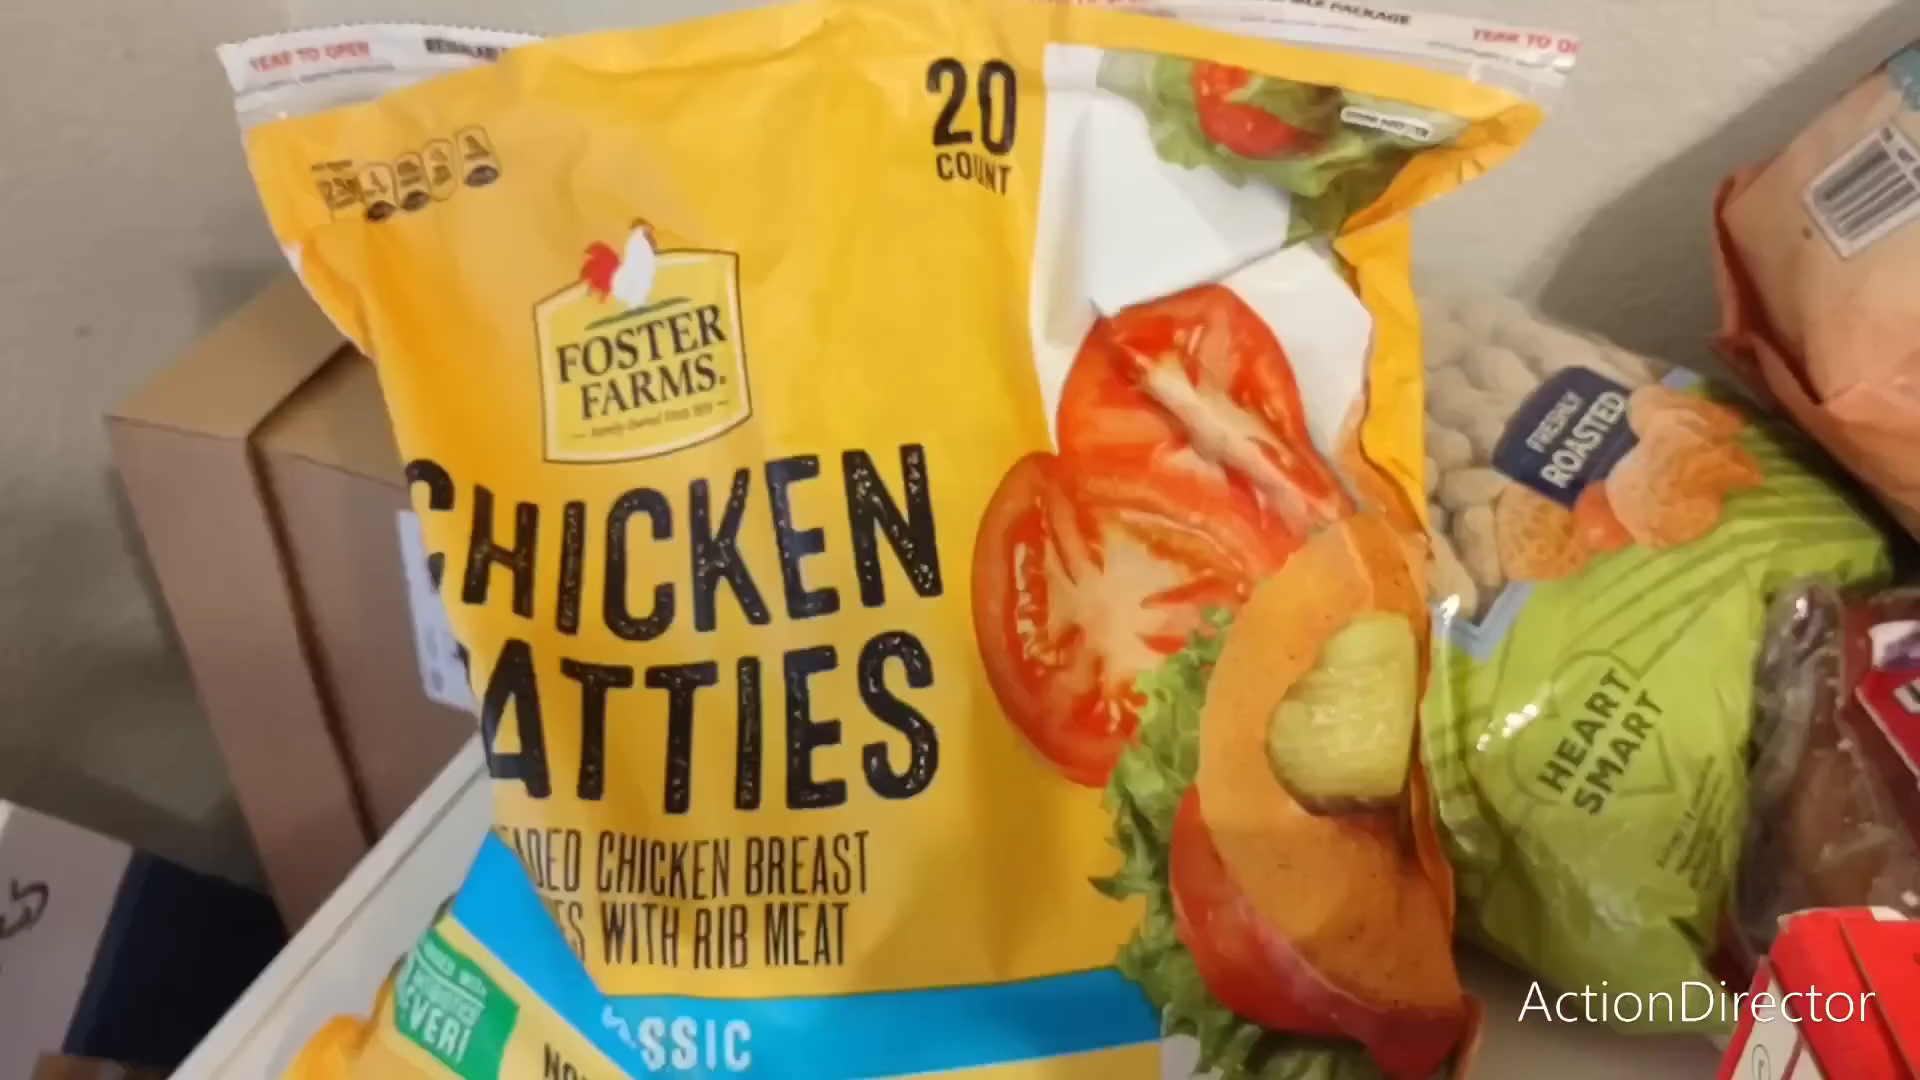 TEAR TO OPEN
TEAR TO
20
COUNT
FOSTER
FARMS.
CHICKEN
ATTIES
ADED CHICKEN BREAST
ES WITH RIB MEAT
SSIC
VER!
FRESHLY
ROASTED
HEART
SMART
ActionDirector